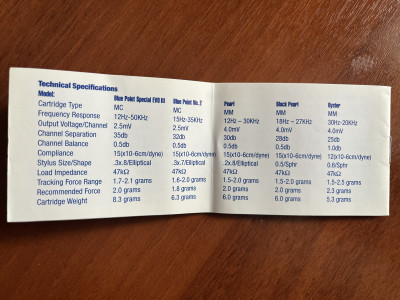 Technical Specifications
Model: Blue Point Special EVO III Blue Point No. 2 Pearl Black Pearl Oyster
Cartridge Type MC MC MM MM MM
Frequency Response 12Hz-50KHz 15Hz-35KHz 12Hz – 30KHz 18Hz – 27KHz 30Hz-20KHz
Output Voltage/Channel 2.5mV 2.5mV 4.0mV 4.0mV 4.0mV
Channel Separation 35db 32db 30db 28db 25db
Channel Balance 0.5db 0.5db 0.5db 0.5db 1.0db
Compliance 15(x10-6cm/dyne) 15(x10-6cm/dyne) 15(x10-6cm/dyne) 15(x10-6cm/dyne) 12(x10-6cm/dyne)
Stylus Size/Shape .3x.8/Elliptical .3x.7/Elliptical .3x.7/Elliptical 0.5/Sphr 0.6/Sphr
Load Impedance 47kΩ 47kΩ 47kΩ 47kΩ 47kΩ
Tracking Force Range 1.7-2.1 grams 1.6-2.0 grams 1.5-2.0 grams 1.5-2.0 grams 1.5-2.5 grams
Recommended Force 2.0 grams 1.8 grams 2.0 grams 2.0 grams 2.3 grams
Cartridge Weight 8.3 grams 6.3 grams 6.0 grams 6.0 grams 5.3 grams